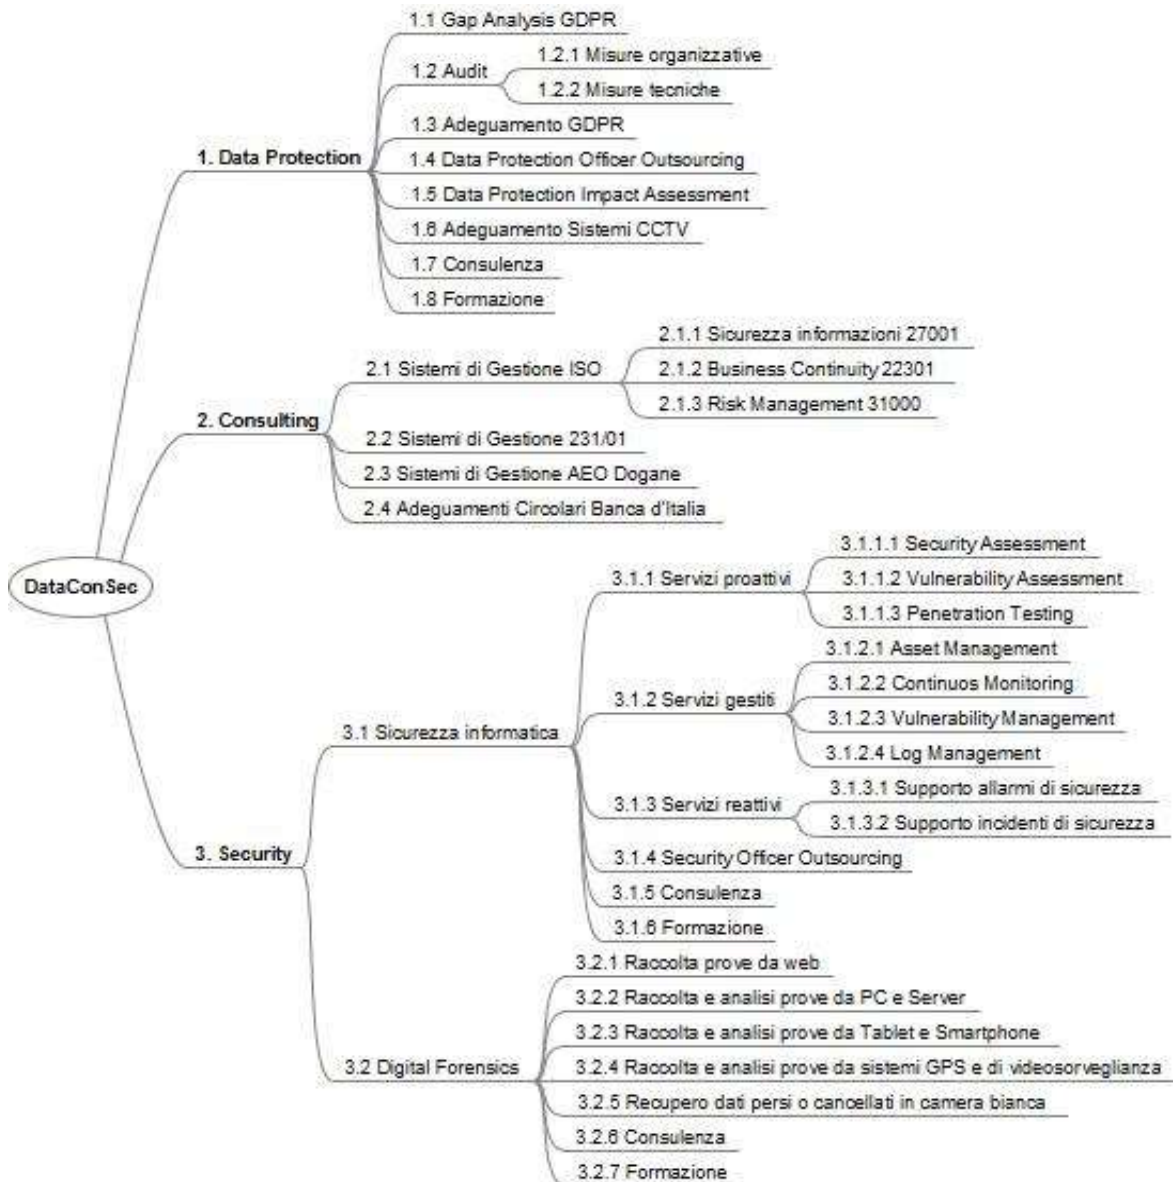 1.1 Gap Analysis GDPR
1.2 Audit
1.2.1 Misure organizzative
1.2.2 Misure tecniche
1.3 Adeguamento GDPR
1. Data Protection
1.4 Data Protection Officer Outsourcing
1.5 Data Protection Impact Assessment
1.6 Adeguamento Sistemi CCTV
1.7 Consulenza
1.8 Formazione
2.1.1 Sicurezza informazioni 27001
2.1 Sistemi di Gestione ISO
2.1.2 Business Continuity 22301
2.1.3 Risk Management 31000
2. Consulting
2.2 Sistemi di Gestione 231/01
2.3 Sistemi di Gestione AEO Dogane
2.4 Adeguamenti Circolari Banca d'Italia
DataConSec
3.1.1.1 Security Assessment
3.1.1 Servizi proattivi
3.1.1.2 Vulnerability Assessment
3.1.1.3 Penetration Testing
3.1.2.1 Asset Management
3.1.2 Servizi gestiti
3.1.2.2 Continuos Monitoring
3.1.2.3 Vulnerability Management
3.1.2.4 Log Management
3.1 Sicurezza informatica
3.1.3 Servizi reattivi
3.1.3.1 Supporto allarmi di sicurezza
3.1.3.2 Supporto incidenti di sicurezza
3. Security
3.1.4 Security Officer Outsourcing
3.1.5 Consulenza
3.1.6 Formazione
3.2.1 Raccolta prove da web
3.2.2 Raccolta e analisi prove da PC e Server
3.2.3 Raccolta e analisi prove da Tablet e Smartphone
3.2 Digital Forensics
3.2.4 Raccolta e analisi prove da sistemi GPS e di videosorveglianza
3.2.5 Recupero dati persi o cancellati in camera bianca
3.2.6 Consulenza
3.2.7 Formazione